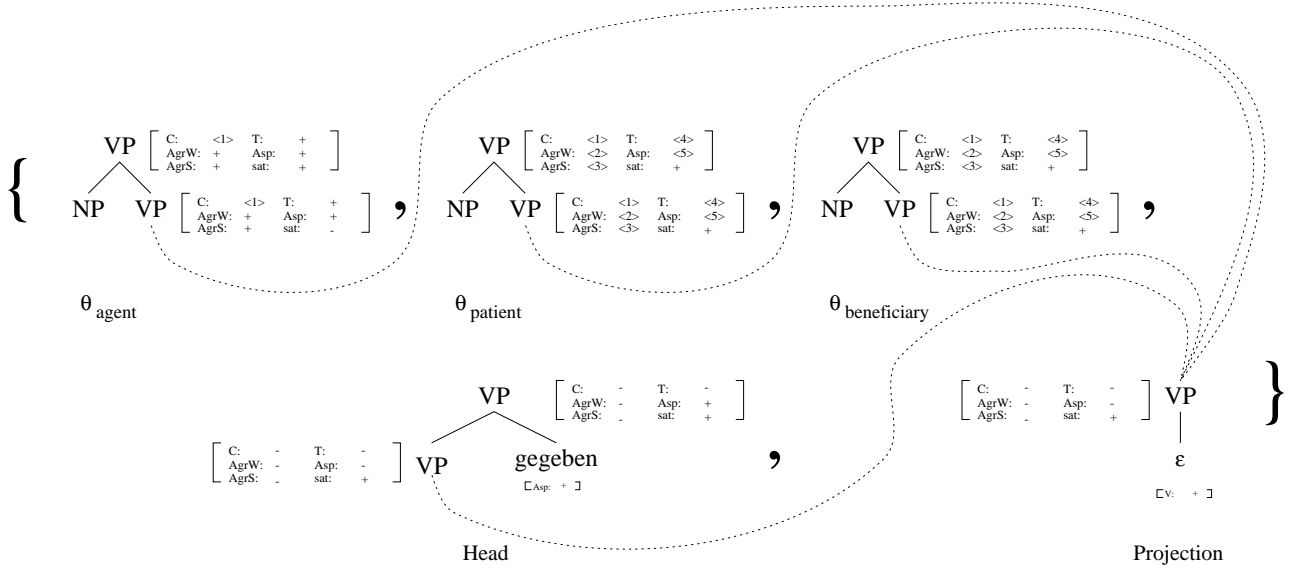 VP [ C: <1> T: + VP [ C: <1> T: <4> ] VP [ C: <1> T: <4> ]
AgrW: + Asp: + AgrW: <2> Asp: <5> AgrW: <2> Asp: <5>
AgrS: + sat: + AgrS: <3> sat: + AgrS: <3> sat: +
{ NP VP [ C: <1> T: + ] , NP VP [ C: <1> T: <4> ] , NP VP [ C: <1> T: <4> ] ,
AgrW: + Asp: + AgrW: <2> Asp: <5> AgrW: <2> Asp: <5>
AgrS: + sat: - AgrS: <3> sat: + AgrS: <3> sat: +
θ agent θ patient θ beneficiary
VP [ C: - T: - ] [ C: - T: - ] VP }
AgrW: - Asp: + AgrW: - Asp: -
AgrS: - sat: + AgrS: - sat: +
[ C: - T: - ] VP gegeben , ε
AgrW: - Asp: -
AgrS: - sat: +
[ Asp: + ] [ V: + ]
Head Projection